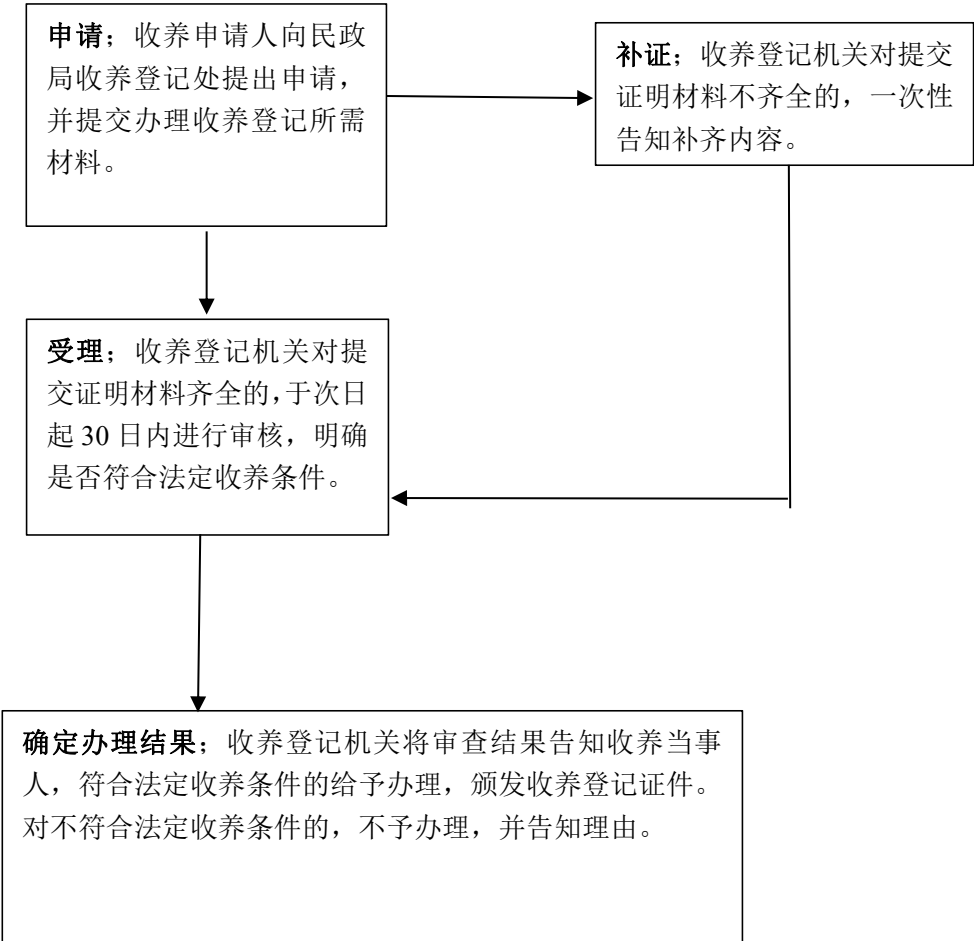 申请；收养申请人向民政
局收养登记处提出申请，
并提交办理收养登记所需
材料。
补证；收养登记机关对提交
证明材料不齐全的，一次性
告知补齐内容。
受理；收养登记机关对提
交证明材料齐全的，于次日
起 30 日内进行审核，明确
是否符合法定收养条件。
确定办理结果；收养登记机关将审查结果告知收养当事
人，符合法定收养条件的给予办理，颁发收养登记证件。
对不符合法定收养条件的，不予办理，并告知理由。